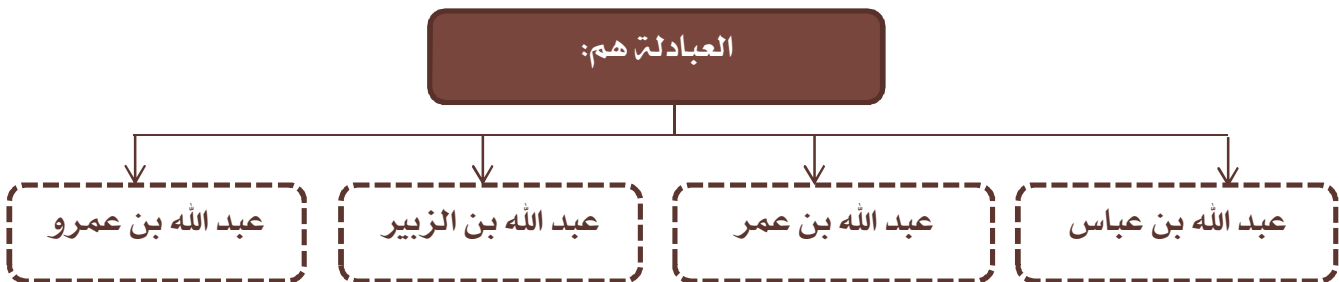 العبادلة هم:
عبد الله بن عباس
عبد الله بن عمر
عبد الله بن الزبير
عبد الله بن عمرو